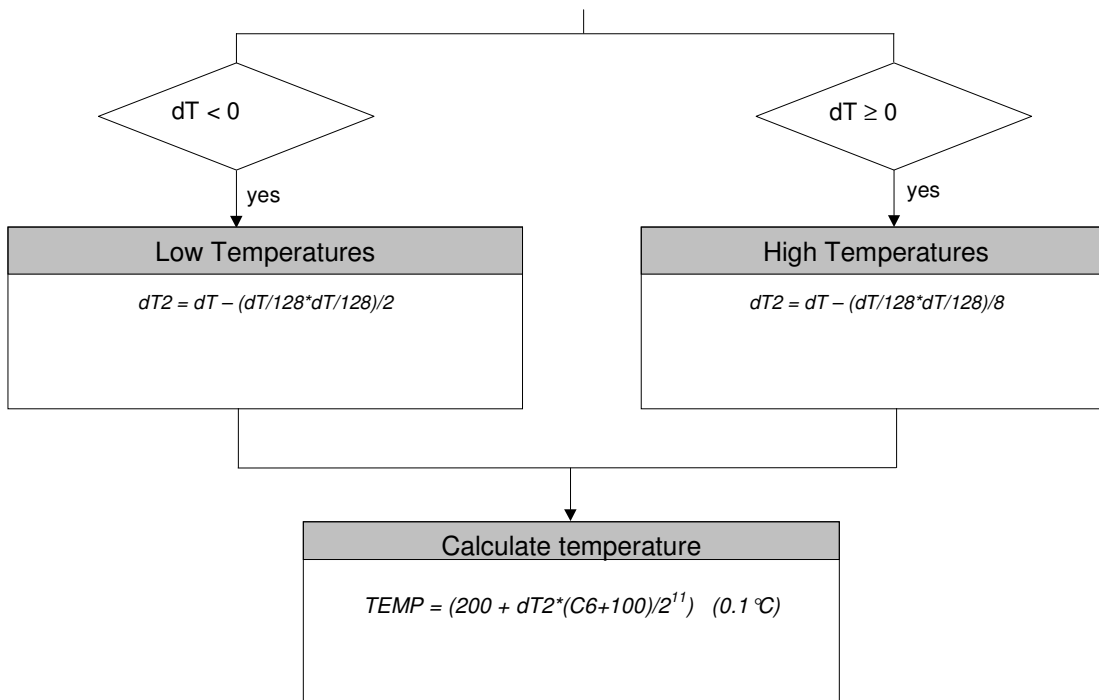 dT < 0
dT ≥ 0
yes
yes
Low Temperatures
High Temperatures
dT2 = dT – (dT/128*dT/128)/2
dT2 = dT – (dT/128*dT/128)/8
Calculate temperature
TEMP = (200 + dT2*(C6+100)/2¹¹) (0.1°C)